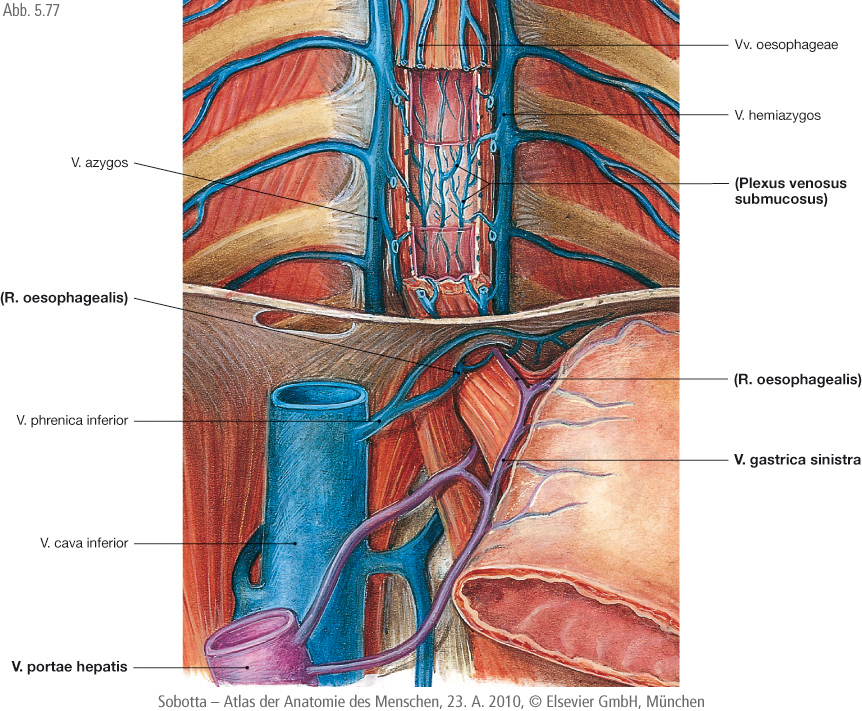 Abb. 5.77
Vv. oesophageae
V. hemiazygos
V. azygos
(Plexus venosus
submucosus)
(R. oesophagealis)
(R. oesophagealis)
V. phrenica inferior
V. gastrica sinistra
V. cava inferior
V. portae hepatis
Sobotta – Atlas der Anatomie des Menschen, 23. A. 2010, © Elsevier GmbH, München